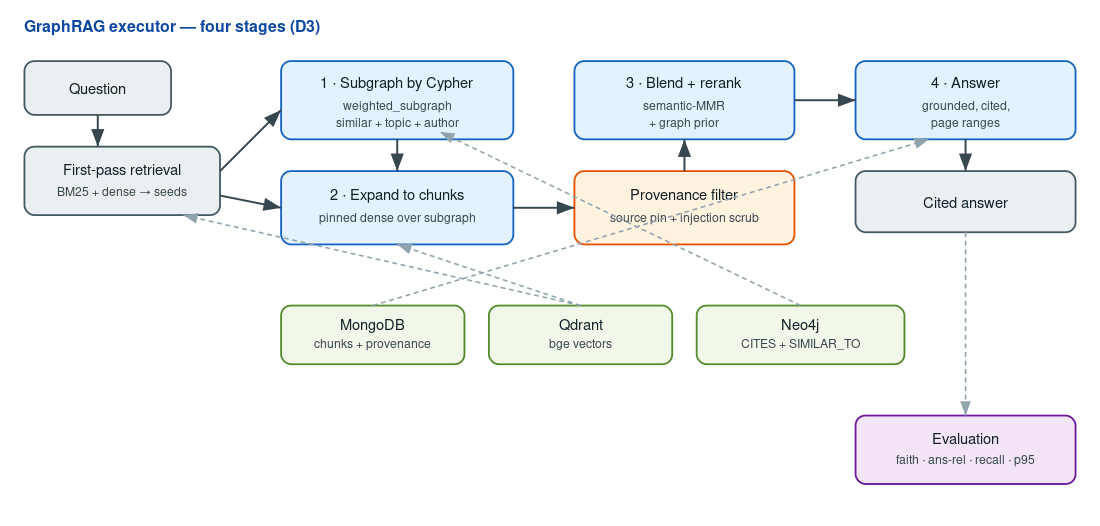 GraphRAG executor — four stages (D3)
Question
First-pass retrieval
BM25 + dense → seeds
1 · Subgraph by Cypher
weighted_subgraph
similar + topic + author
2 · Expand to chunks
pinned dense over subgraph
3 · Blend + rerank
semantic-MMR
+ graph prior
Provenance filter
source pin + injection scrub
4 · Answer
grounded, cited,
page ranges
Cited answer
MongoDB
chunks + provenance
Qdrant
bge vectors
Neo4j
CITES + SIMILAR_TO
Evaluation
faith · ans-rel · recall · p95